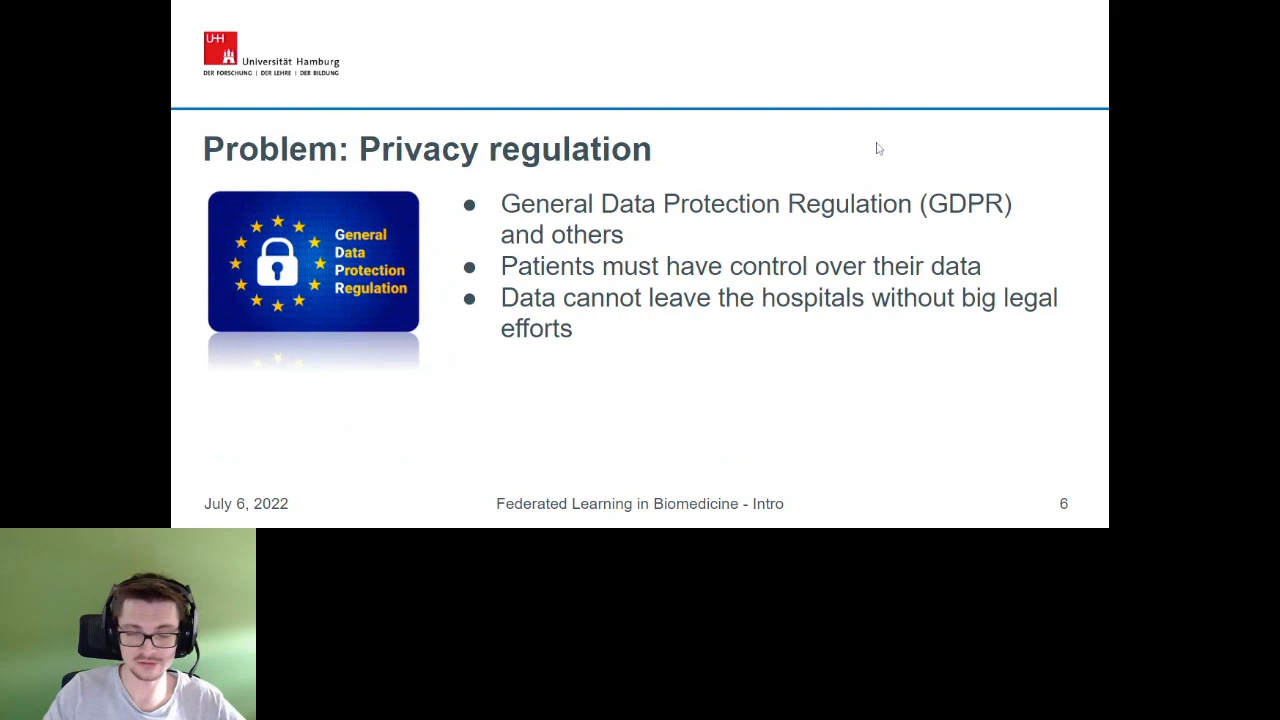 UHH
Universität Hamburg
DER FORSCHUNG | DER LEHRE | DER BILDUNG
Problem: Privacy regulation
General
Data
Protection
Regulation
● General Data Protection Regulation (GDPR)
and others
● Patients must have control over their data
● Data cannot leave the hospitals without big legal
efforts
July 6, 2022
Federated Learning in Biomedicine - Intro
6